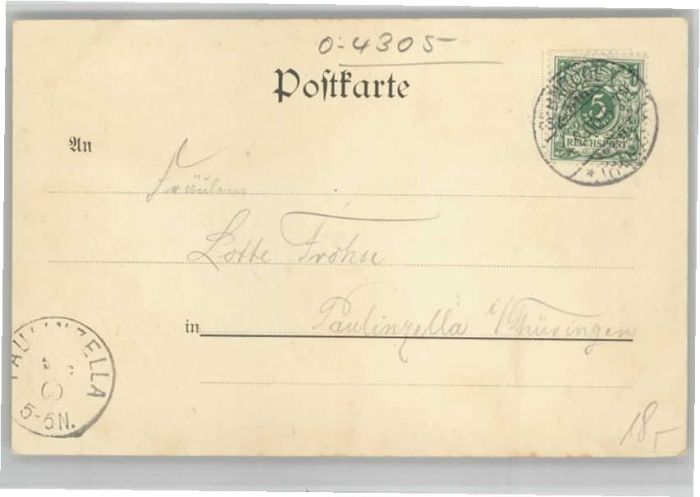 0-4305
Postkarte
5
REICHSPOST
An
Fräulein
Lotte Fröhse
in Paulinzella i/Thüringen
PAULINZELLA
5-6N.
18,-